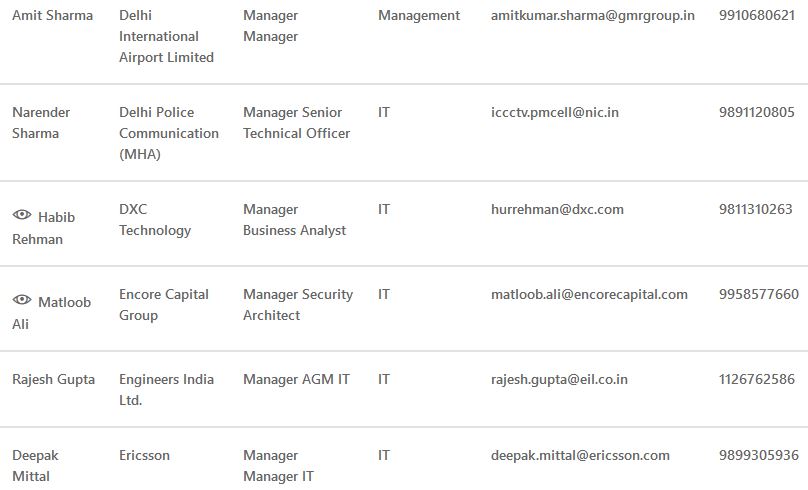 Amit Sharma Delhi Manager Management amitkumar.sharma@gmrgroup.in 9910680621
International Manager
Airport Limited
Narender Delhi Police Manager Senior IT iccctv.pmcell@nic.in 9891120805
Sharma Communication Technical Officer
(MHA)
Habib DXC Manager IT hurrehman@dxc.com 9811310263
Rehman Technology Business Analyst
Matloob Encore Capital Manager Security IT matloob.ali@encorecapital.com 9958577660
Ali Group Architect
Rajesh Gupta Engineers India Manager AGM IT IT rajesh.gupta@eil.co.in 1126762586
Ltd.
Deepak Ericsson Manager IT deepak.mittal@ericsson.com 9899305936
Mittal Manager IT